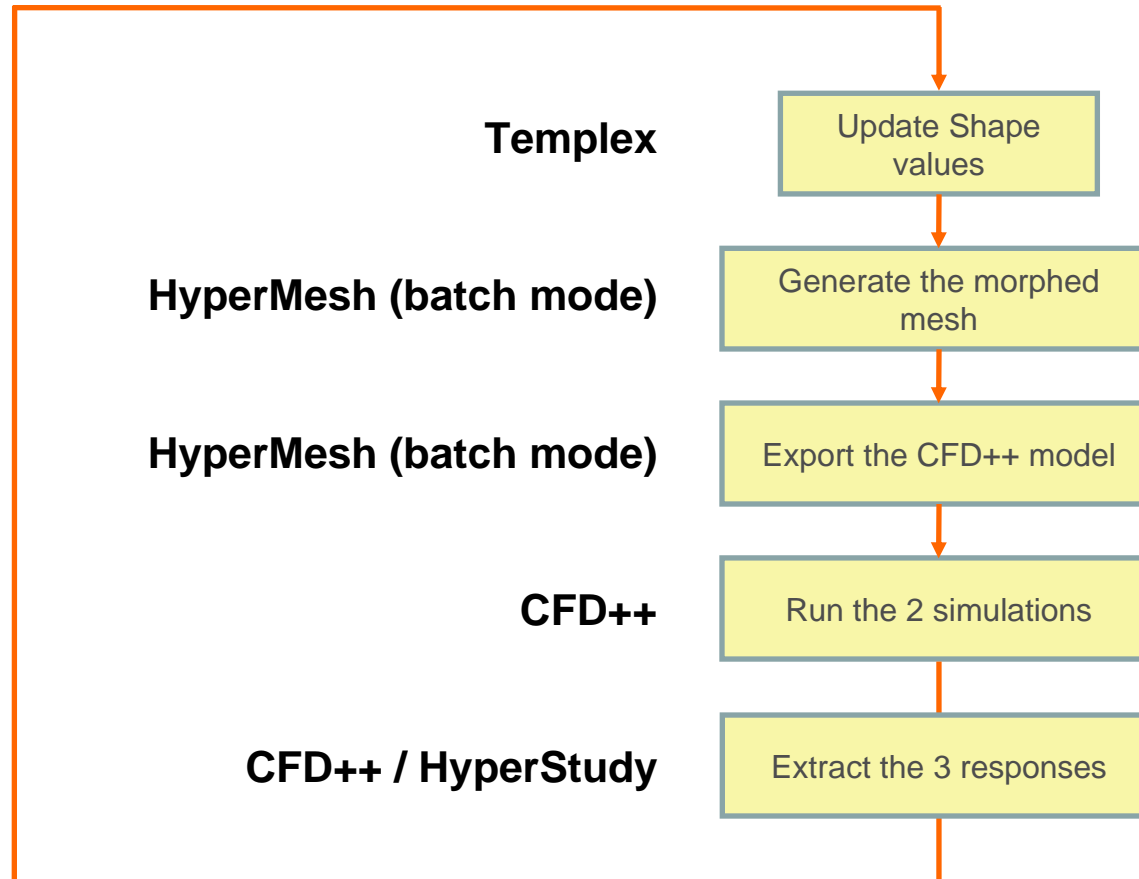 Templex
Update Shape
values
HyperMesh (batch mode)
Generate the morphed
mesh
HyperMesh (batch mode)
Export the CFD++ model
CFD++
Run the 2 simulations
CFD++ / HyperStudy
Extract the 3 responses